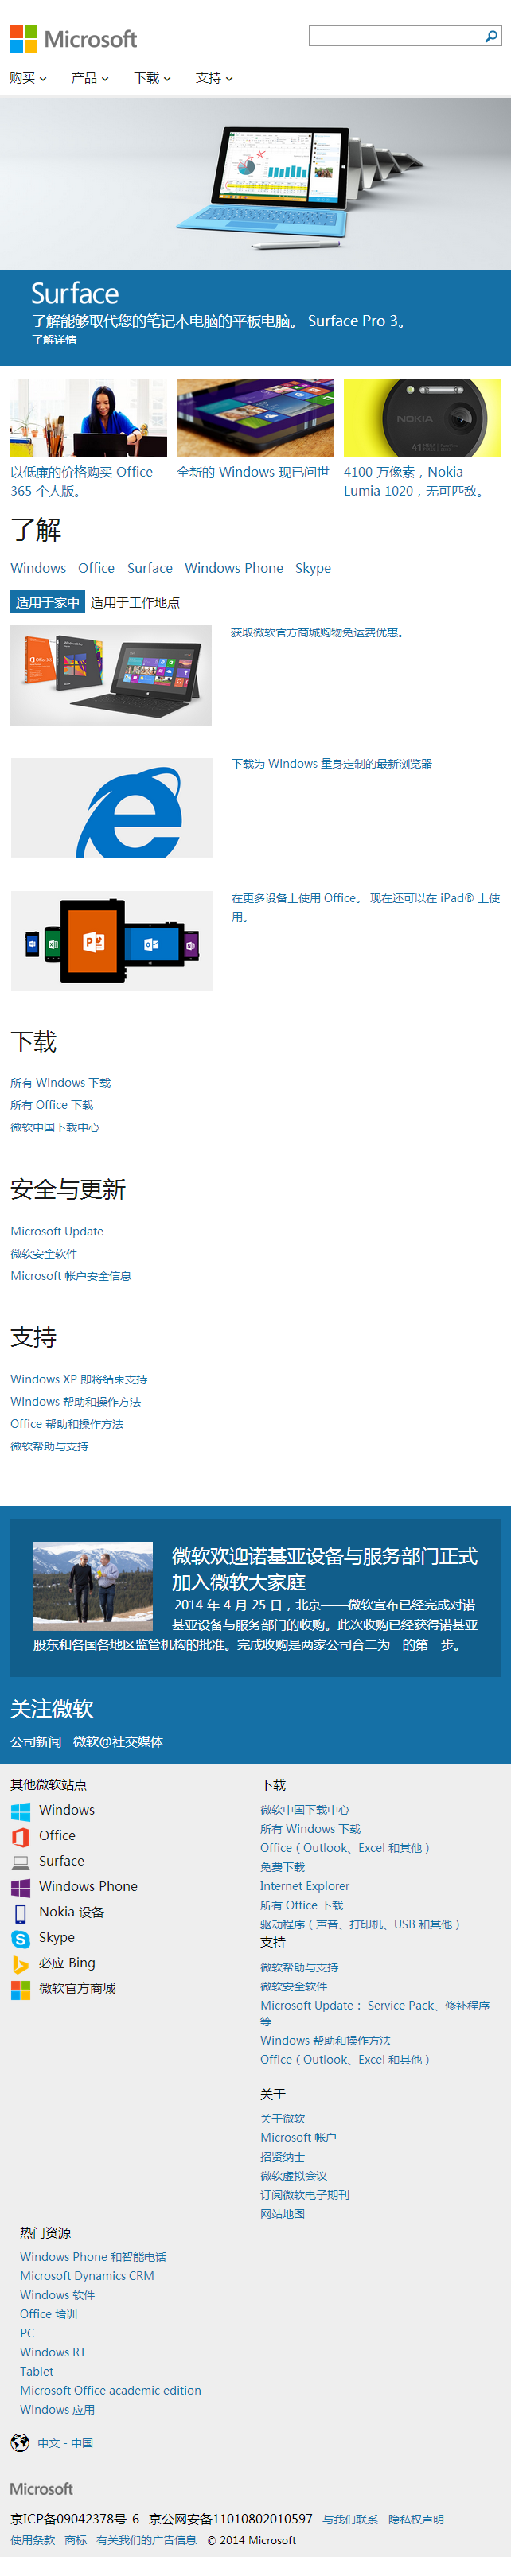 Microsoft
购买 产品 下载 支持
Surface
了解能够取代您的笔记本电脑的平板电脑。 Surface Pro 3。
了解详情
NOKIA
41
以低廉的价格购买 Office
365 个人版。
全新的 Windows 现已问世
4100 万像素，Nokia
Lumia 1020，无可匹敌。
了解
Windows Office Surface Windows Phone Skype
适用于家中 适用于工作地点
获取微软官方商城购物免运费优惠。
下载为 Windows 量身定制的最新浏览器
在更多设备上使用 Office。 现在还可以在 iPad® 上使
用。
下载
所有 Windows 下载
所有 Office 下载
微软中国下载中心
安全与更新
Microsoft Update
微软安全软件
Microsoft 帐户安全信息
支持
Windows XP 即将结束支持
Windows 帮助和操作方法
Office 帮助和操作方法
微软帮助与支持
微软欢迎诺基亚设备与服务部门正式
加入微软大家庭
2014 年 4 月 25 日，北京——微软宣布已经完成对诺
基亚设备与服务部门的收购。此次收购已经获得诺基亚
股东和各国各地区监管机构的批准。完成收购是两家公司合二为一的第一步。
关注微软
公司新闻 微软@社交媒体
其他微软站点
Windows
Office
Surface
Windows Phone
Nokia 设备
Skype
必应 Bing
微软官方商城
下载
微软中国下载中心
所有 Windows 下载
Office（Outlook、Excel 和其他）
免费下载
Internet Explorer
所有 Office 下载
驱动程序（声音、打印机、USB 和其他）
支持
微软帮助与支持
微软安全软件
Microsoft Update： Service Pack、修补程序
等
Windows 帮助和操作方法
Office（Outlook、Excel 和其他）
关于
关于微软
Microsoft 帐户
招贤纳士
微软虚拟会议
订阅微软电子期刊
网站地图
热门资源
Windows Phone 和智能电话
Microsoft Dynamics CRM
Windows 软件
Office 培训
PC
Windows RT
Tablet
Microsoft Office academic edition
Windows 应用
中文 - 中国
Microsoft
京ICP备09042378号-6 京公网安备11010802010597 与我们联系 隐私权声明
使用条款 商标 有关我们的广告信息 © 2014 Microsoft